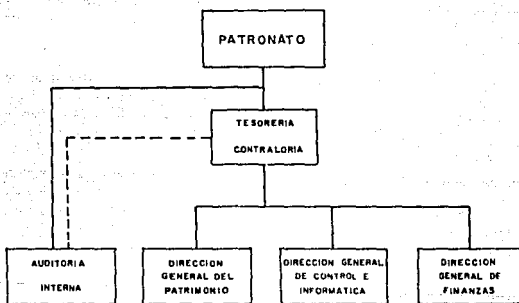 PATRONATO
TESORERIA
CONTRALORIA
AUDITORIA
INTERNA
DIRECCION
GENERAL DEL
PATRIMONIO
DIRECCION GENERAL
DE CONTROL E
INFORMATICA
DIRECCION
GENERAL DE
FINANZAS